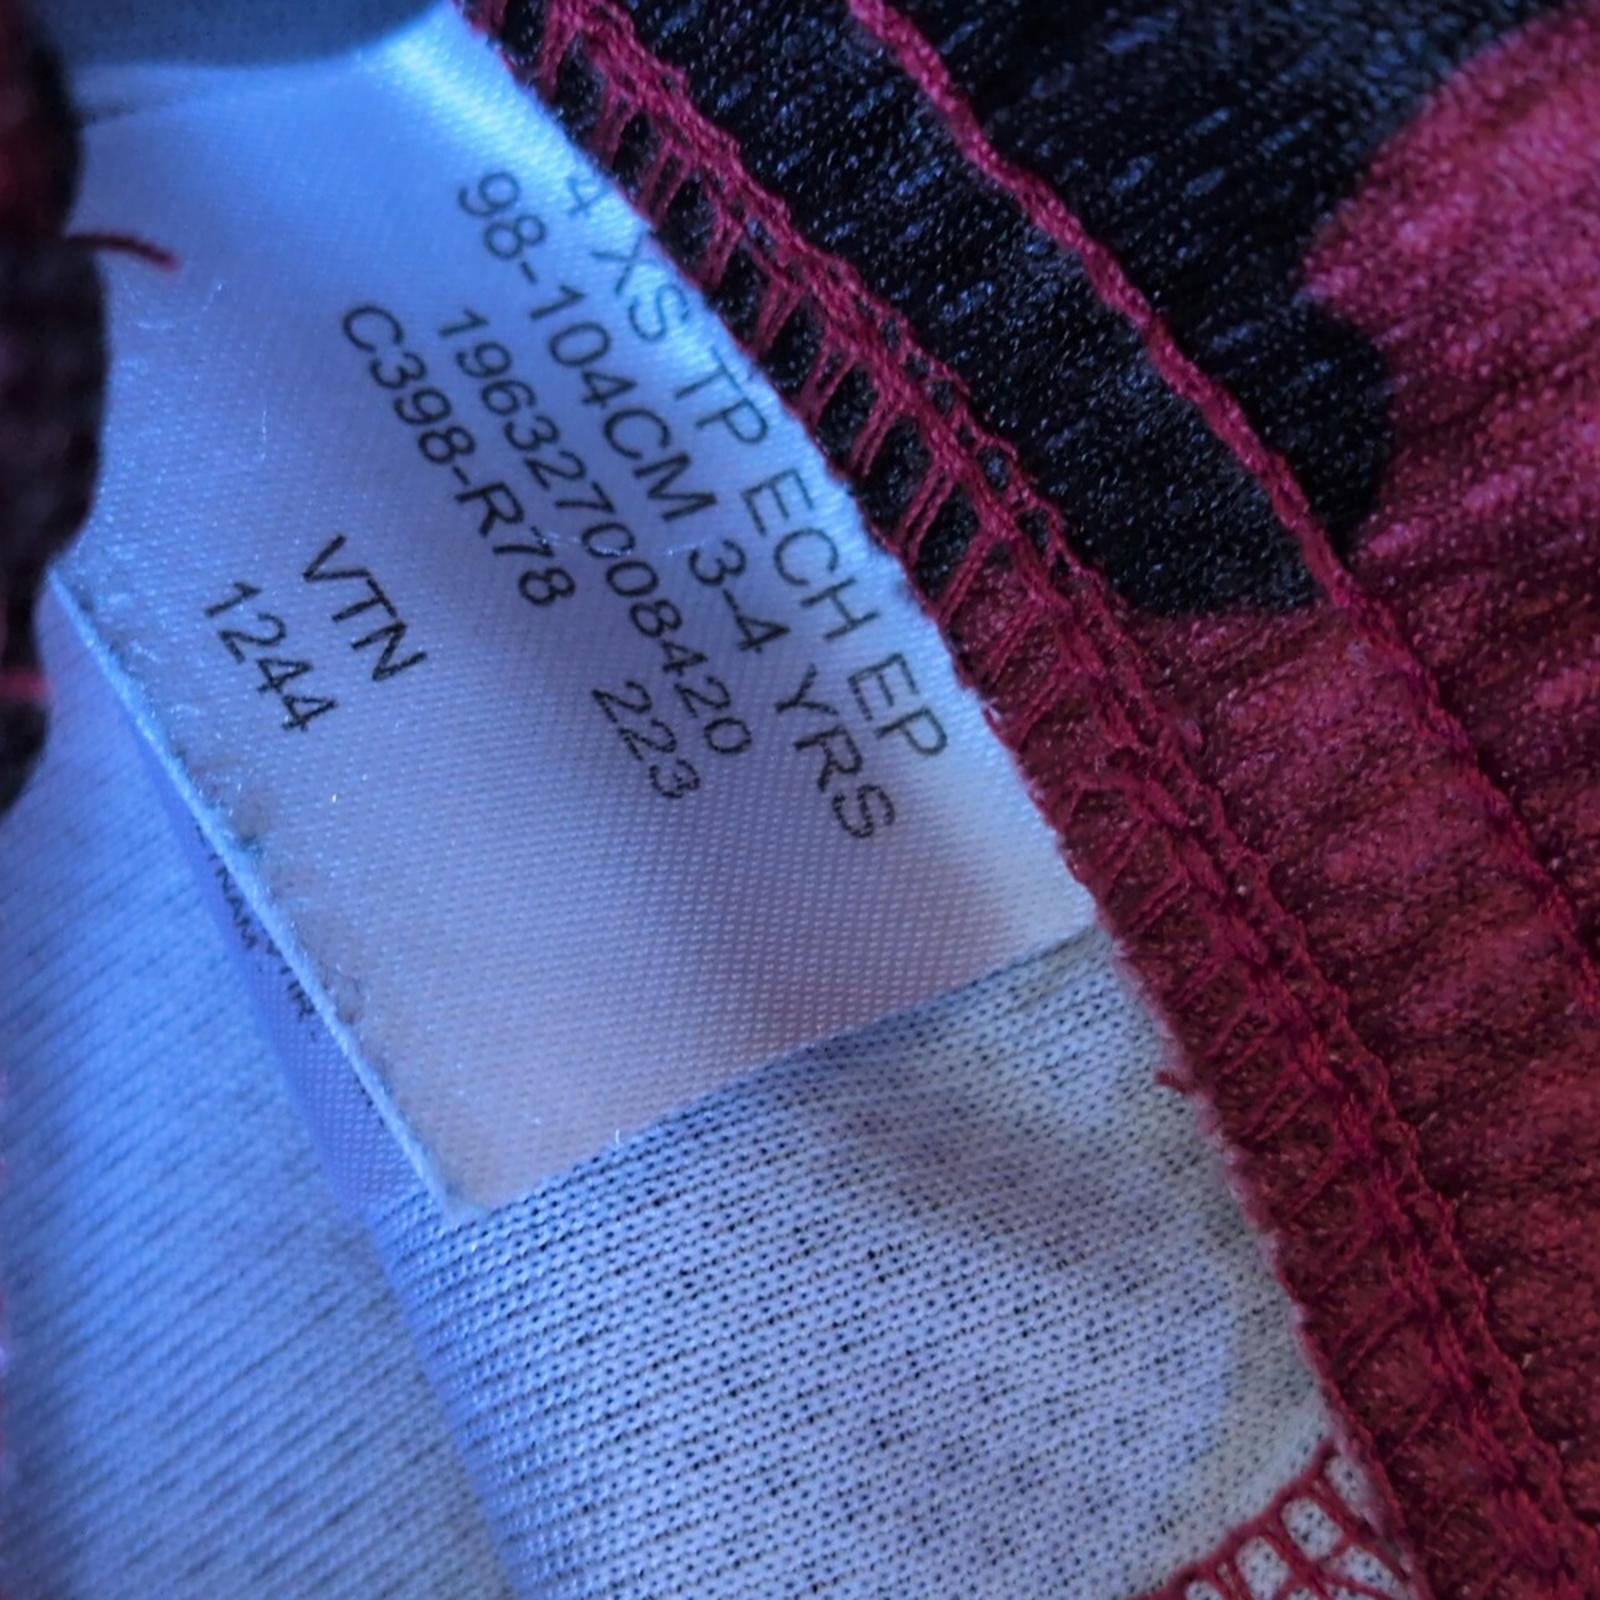 4 XS TP ECH EP
98-104CM 3-4 YRS
196327008420
C398-R78 223
VTN
1244